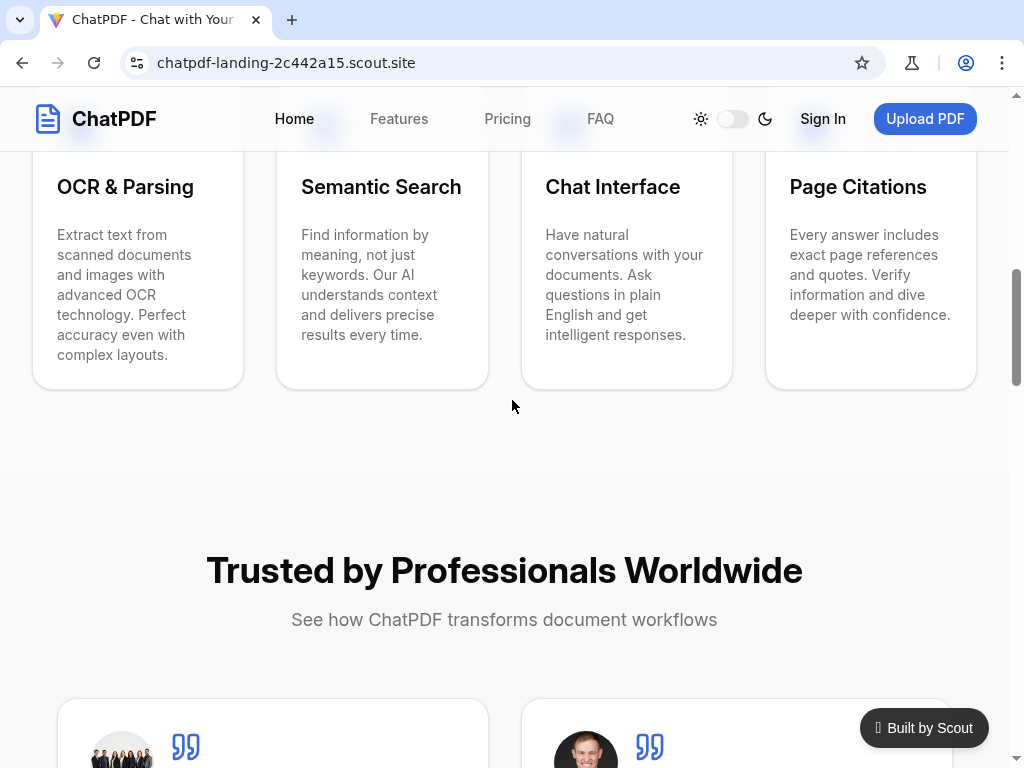 ChatPDF - Chat with Your
chatpdf-landing-2c442a15.scout.site
ChatPDF
Home
Features
Pricing
FAQ
Sign In
Upload PDF
OCR & Parsing
Extract text from
scanned documents
and images with
advanced OCR
technology. Perfect
accuracy even with
complex layouts.
Semantic Search
Find information by
meaning, not just
keywords. Our AI
understands context
and delivers precise
results every time.
Chat Interface
Have natural
conversations with your
documents. Ask
questions in plain
English and get
intelligent responses.
Page Citations
Every answer includes
exact page references
and quotes. Verify
information and dive
deeper with confidence.
Trusted by Professionals Worldwide
See how ChatPDF transforms document workflows
Built by Scout